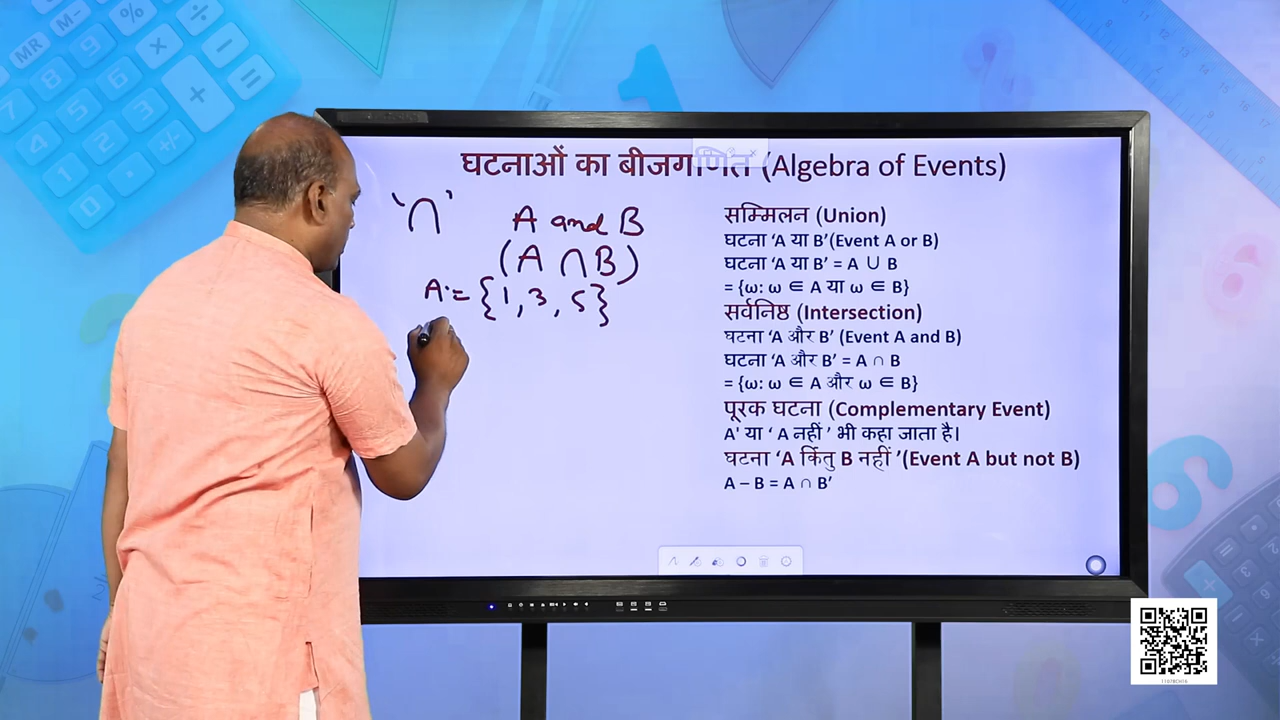 घटनाओं का बीजगणित (Algebra of Events)
'∩'
A and B
(A ∩ B)
A = {1, 3, 5}
सम्मिलन (Union)
घटना ‘A या B’(Event A or B)
घटना ‘A या B’ = A ∪ B
= {ω: ω ∈ A या ω ∈ B}
सर्वनिष्ठ (Intersection)
घटना ‘A और B’ (Event A and B)
घटना ‘A और B’ = A ∩ B
= {ω: ω ∈ A और ω ∈ B}
पूरक घटना (Complementary Event)
A' या ‘ A नहीं ’ भी कहा जाता है।
घटना ‘A किंतु B नहीं ’(Event A but not B)
A – B = A ∩ B’
11078CH16